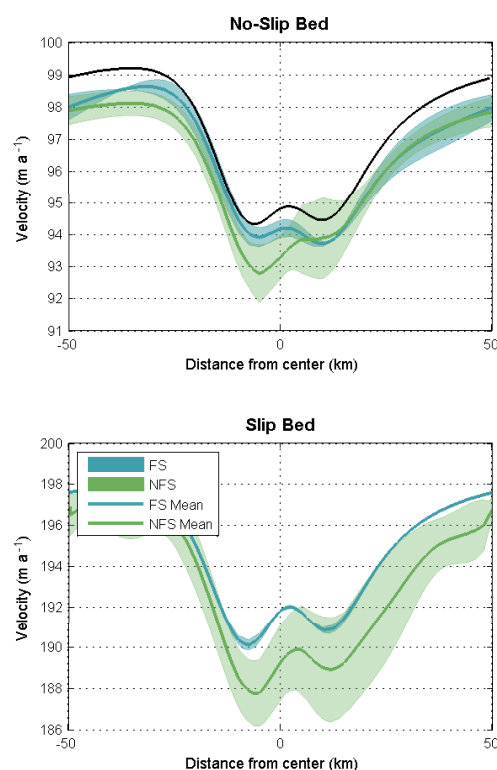 No-Slip Bed
100
99
98
97
96
95
94
93
92
91
-50
0
50
Velocity (m a⁻¹)
Distance from center (km)
Slip Bed
200
198
196
194
192
190
188
186
-50
0
50
FS
NFS
FS Mean
NFS Mean
Velocity (m a⁻¹)
Distance from center (km)